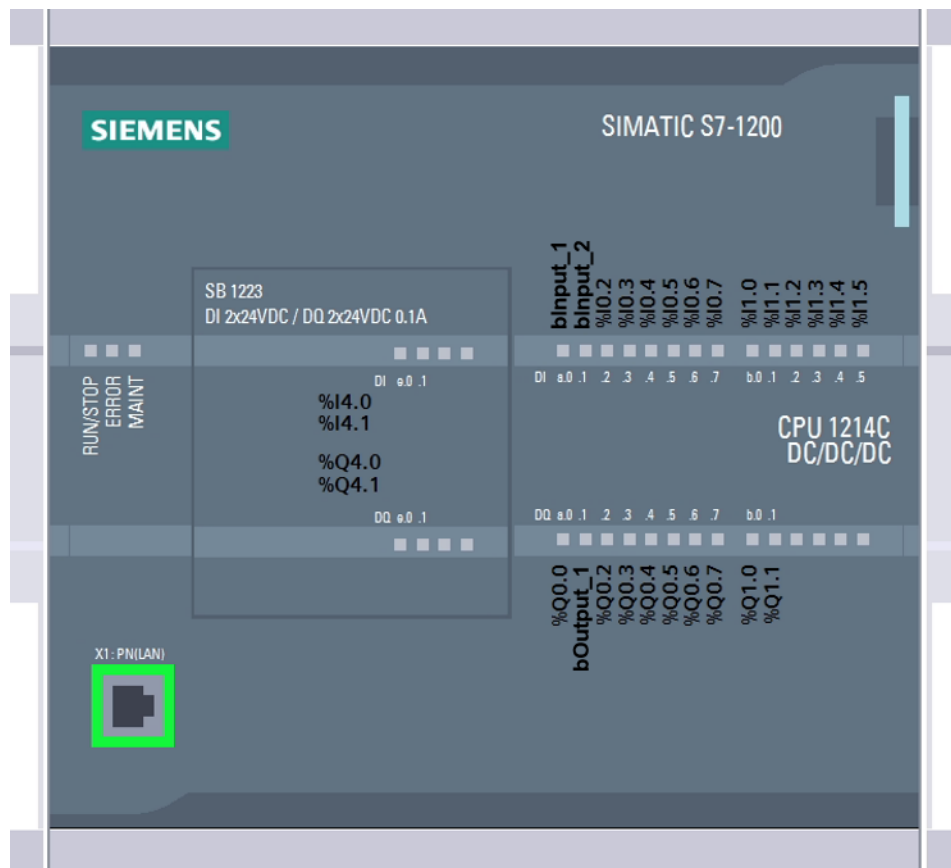 SIEMENS
SIMATIC S7-1200
SB 1223
DI 2x24VDC / DQ 2x24VDC 0.1A
bInput_1
bInput_2
%I0.2
%I0.3
%I0.4
%I0.5
%I0.6
%I0.7
%I1.0
%I1.1
%I1.2
%I1.3
%I1.4
%I1.5
RUN/STOP
ERROR
MAINT
DI e.0 .1
DI a.0 .1 .2 .3 .4 .5 .6 .7 b.0 .1 .2 .3 .4 .5
%I4.0
%I4.1
CPU 1214C
DC/DC/DC
%Q4.0
%Q4.1
DQ e.0 .1
DQ a.0 .1 .2 .3 .4 .5 .6 .7 b.0 .1
%Q0.0
bOutput_1
%Q0.2
%Q0.3
%Q0.4
%Q0.5
%Q0.6
%Q0.7
%Q1.0
%Q1.1
X1: PN(LAN)